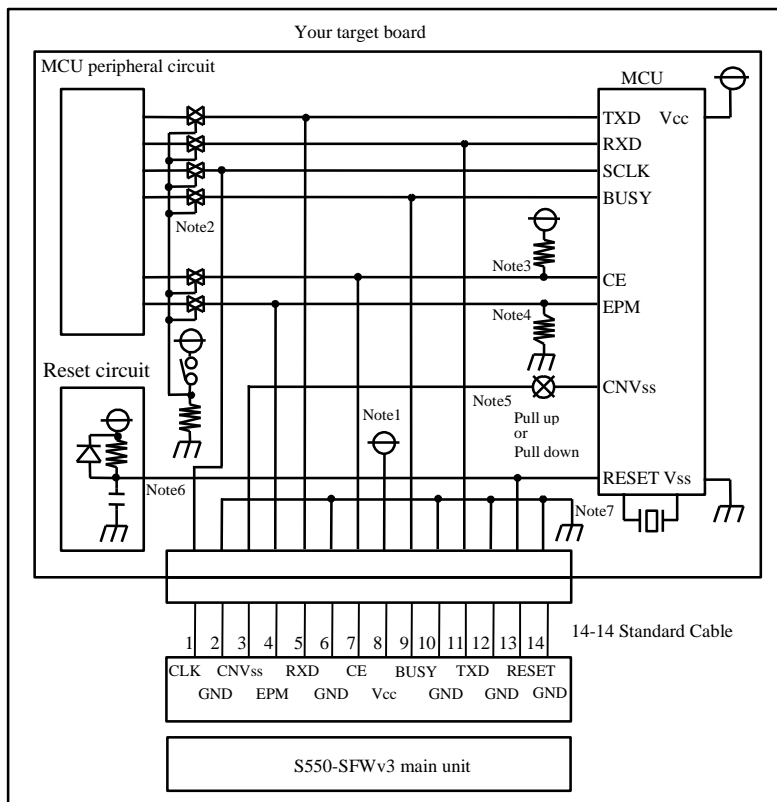 Your target board
MCU peripheral circuit
MCU
TXD Vcc
RXD
SCLK
BUSY
Note2
Note3
CE
EPM
Note4
Reset circuit
CNVss
Note5
Note1
Pull up
or
Pull down
RESET Vss
Note6
Note7
14-14 Standard Cable
1 2 3 4 5 6 7 8 9 10 11 12 13 14
CLK CNVss RXD CE BUSY TXD RESET
GND EPM GND Vcc GND GND GND
S550-SFWv3 main unit